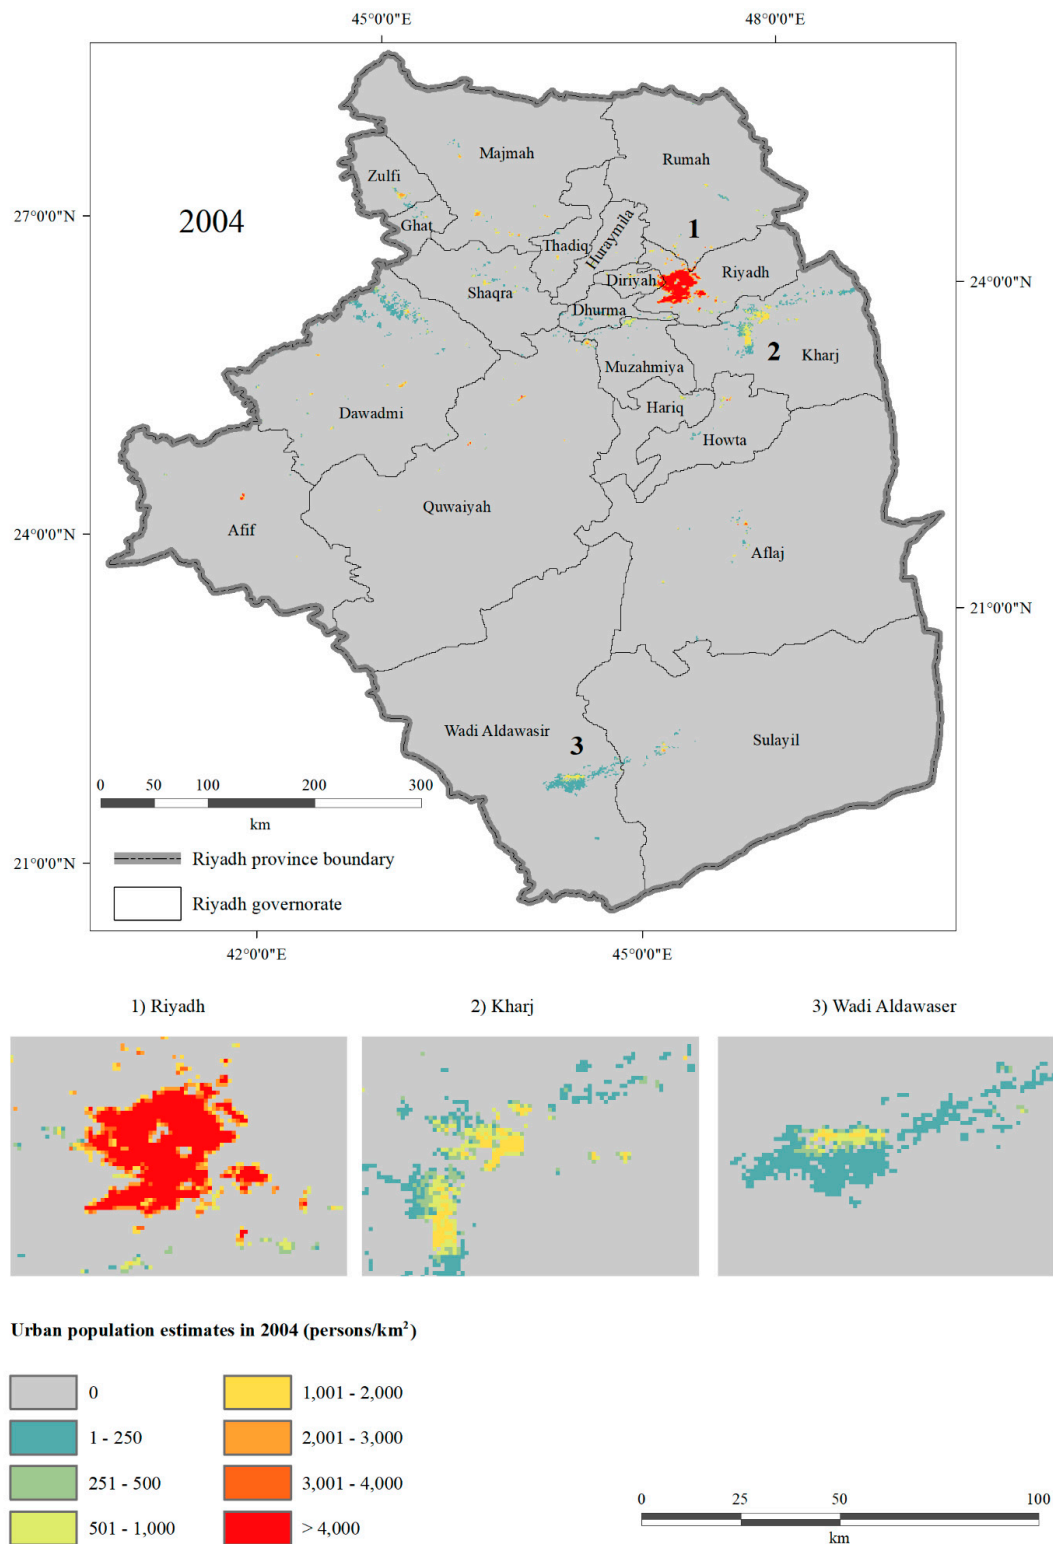 45°0'0"E
48°0'0"E
2004
Majmah
Rumah
Zulfi
27°0'0"N
Ghat
Huraymila
1
Thadiq
Riyadh
Diriyah
24°0'0"N
Shaqra
Dhurma
2
Kharj
Muzahmiya
Hariq
Dawadmi
Howta
Quwaiyah
Afif
24°0'0"N
Aflaj
21°0'0"N
Wadi Aldawasir
3
Sulayil
0 50 100 200 300
km
Riyadh province boundary
21°0'0"N
Riyadh governorate
42°0'0"E
45°0'0"E
1) Riyadh
2) Kharj
3) Wadi Aldawaser
Urban population estimates in 2004 (persons/km²)
0
1 - 250
251 - 500
501 - 1,000
1,001 - 2,000
2,001 - 3,000
3,001 - 4,000
> 4,000
0 25 50 100
km